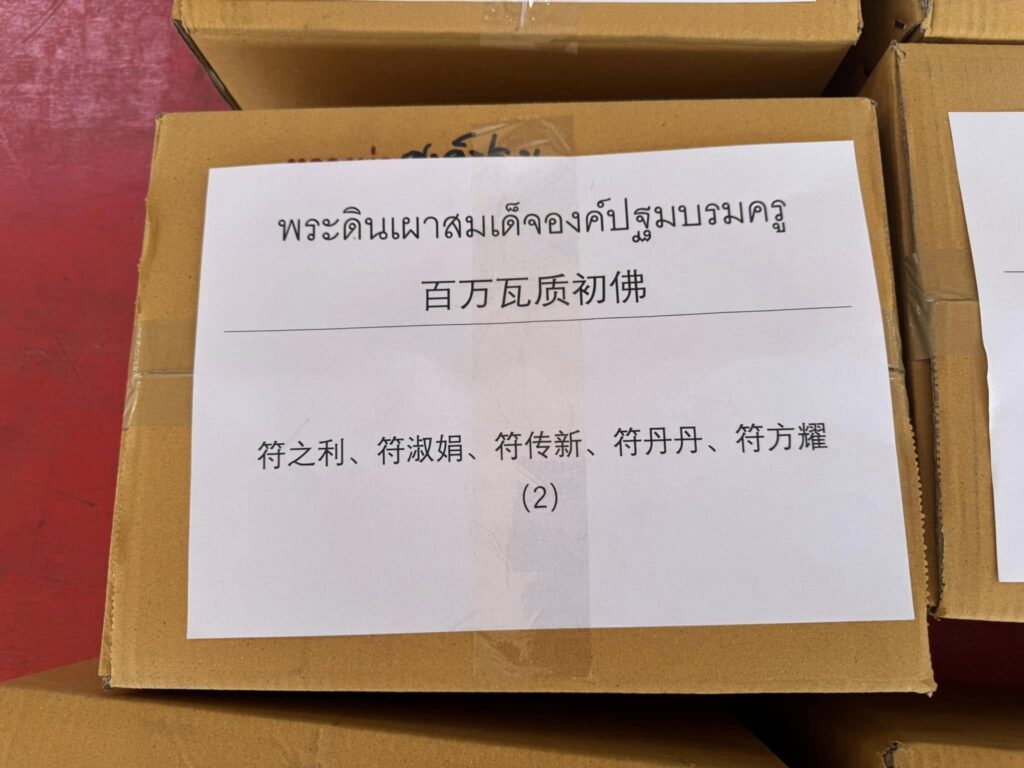 พระดินเผาสมเด็จองค์ปฐมบรมครู
百万瓦质初佛
符之利、符淑娟、符传新、符丹丹、符方耀
(2)